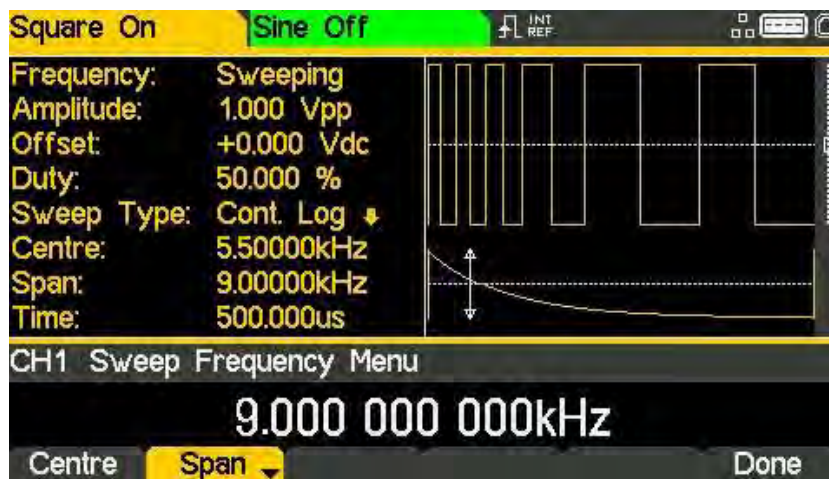 Square On Sine Off INT REF
Frequency: Sweeping
Amplitude: 1.000 Vpp
Offset: +0.000 Vdc
Duty: 50.000 %
Sweep Type: Cont. Log
Centre: 5.50000kHz
Span: 9.00000kHz
Time: 500.000us
CH1 Sweep Frequency Menu
9.000 000 000kHz
Centre Span Done